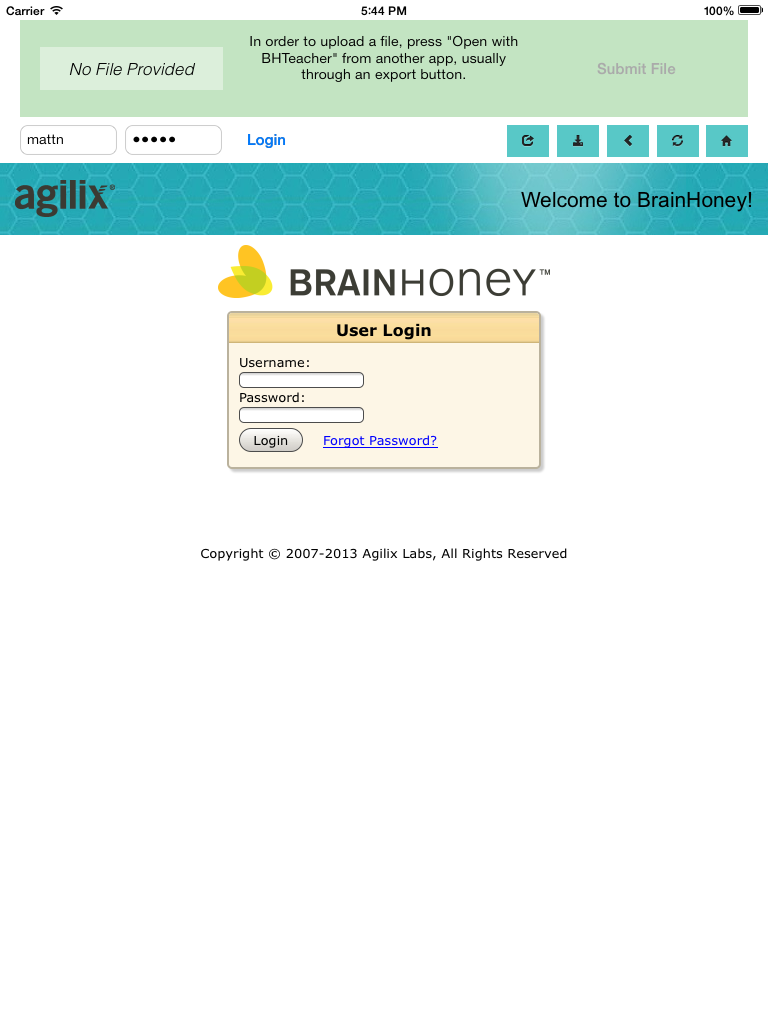 Carrier 5:44 PM 100%
No File Provided
In order to upload a file, press "Open with
BHTeacher" from another app, usually
through an export button.
Submit File
mattn ••••• Login
agilix® Welcome to BrainHoney!
BRAINHONEY™
User Login
Username:
Password:
Login Forgot Password?
Copyright © 2007-2013 Agilix Labs, All Rights Reserved